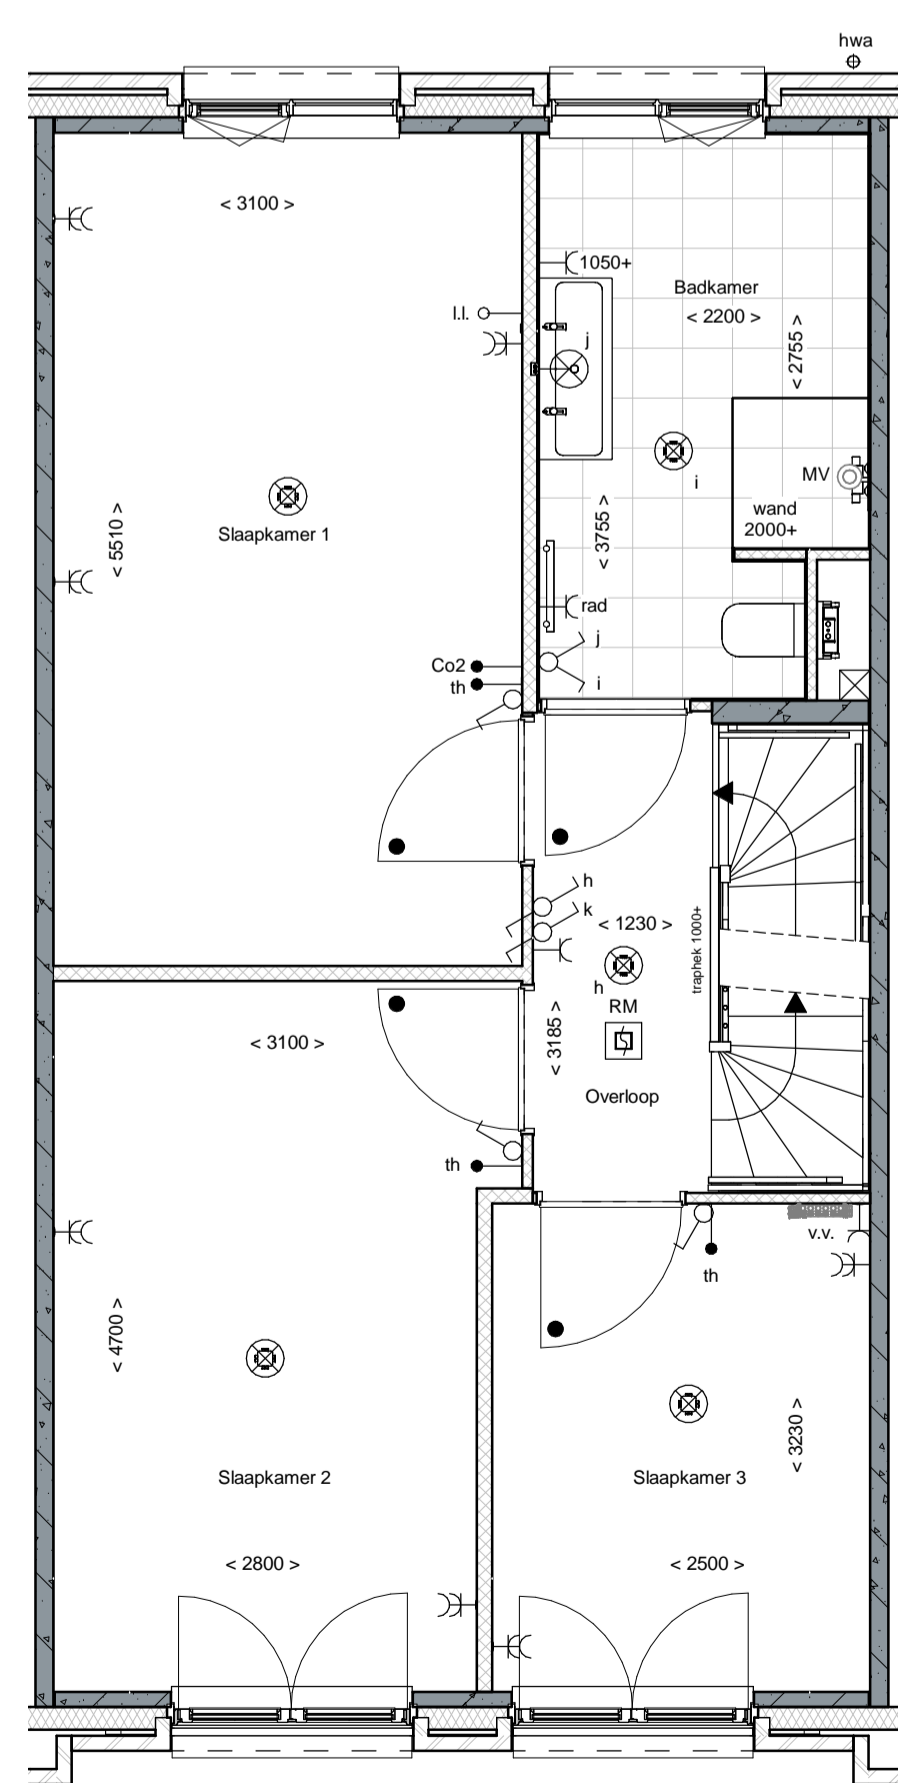 hwa
< 3100 >
1050+
Badkamer
< 2200 >
< 2755 >
l.l.
j
MV
i
wand
2000+
< 3755 >
Slaapkamer 1
< 5510 >
rad
j
i
Co2
th
h
k
< 1230 >
traphek 1000+
h
RM
< 3185 >
Overloop
< 3100 >
th
v.v.
th
< 4700 >
< 3230 >
Slaapkamer 2
Slaapkamer 3
< 2800 >
< 2500 >